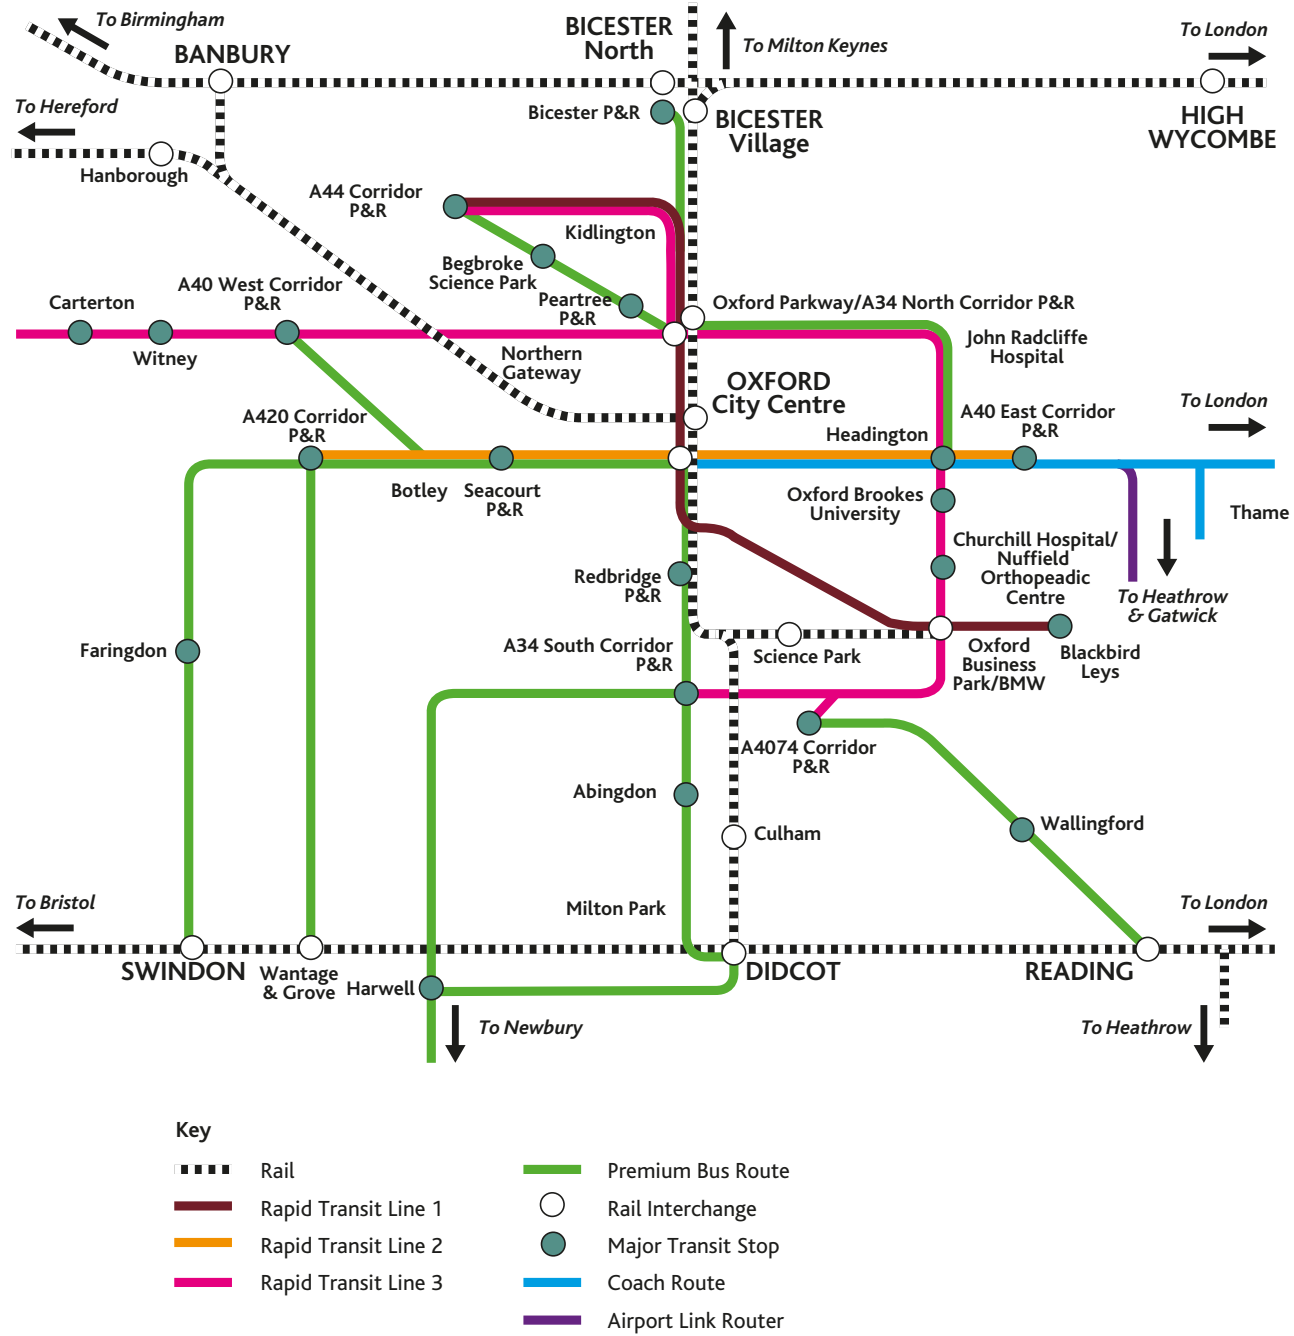 To Birmingham
BANBURY
BICESTER
North
To Milton Keynes
To London
To Hereford
Hanborough
Bicester P&R
BICESTER
Village
HIGH
WYCOMBE
A44 Corridor
P&R
Kidlington
Begbroke
Science Park
Peartree
P&R
Carterton
A40 West Corridor
P&R
Witney
Northern
Gateway
Oxford Parkway/A34 North Corridor P&R
John Radcliffe
Hospital
OXFORD
City Centre
A420 Corridor
P&R
Headington
A40 East Corridor
P&R
To London
Botley
Seacourt
P&R
Oxford Brookes
University
Thame
Churchill Hospital/
Nuffield
Orthopeadic
Centre
To Heathrow
& Gatwick
Redbridge
P&R
Faringdon
A34 South Corridor
P&R
Science Park
Oxford
Business
Park/BMW
Blackbird
Leys
A4074 Corridor
P&R
Abingdon
Culham
Wallingford
To Bristol
Milton Park
To London
SWINDON
Wantage
& Grove
Harwell
DIDCOT
READING
To Newbury
To Heathrow
Key
Rail
Rapid Transit Line 1
Rapid Transit Line 2
Rapid Transit Line 3
Premium Bus Route
Rail Interchange
Major Transit Stop
Coach Route
Airport Link Router